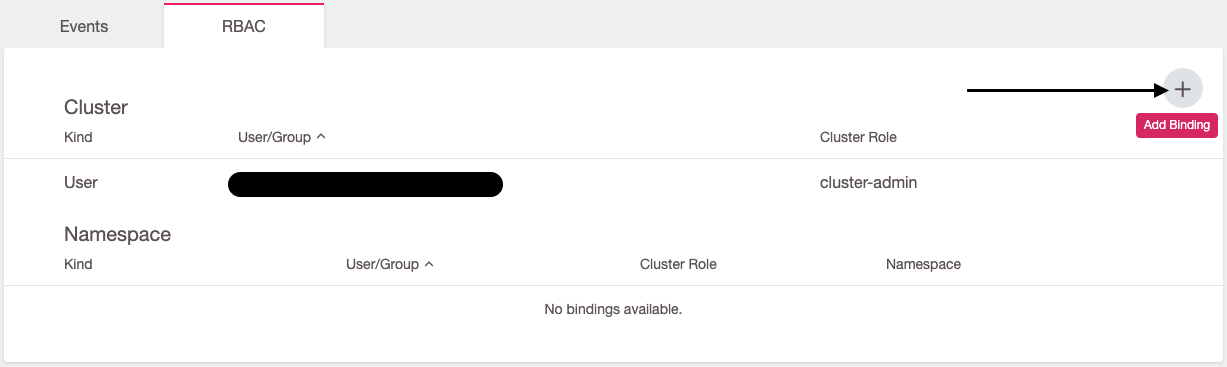 Events RBAC
Cluster
Add Binding
Kind User/Group Cluster Role
User cluster-admin
Namespace
Kind User/Group Cluster Role Namespace
No bindings available.